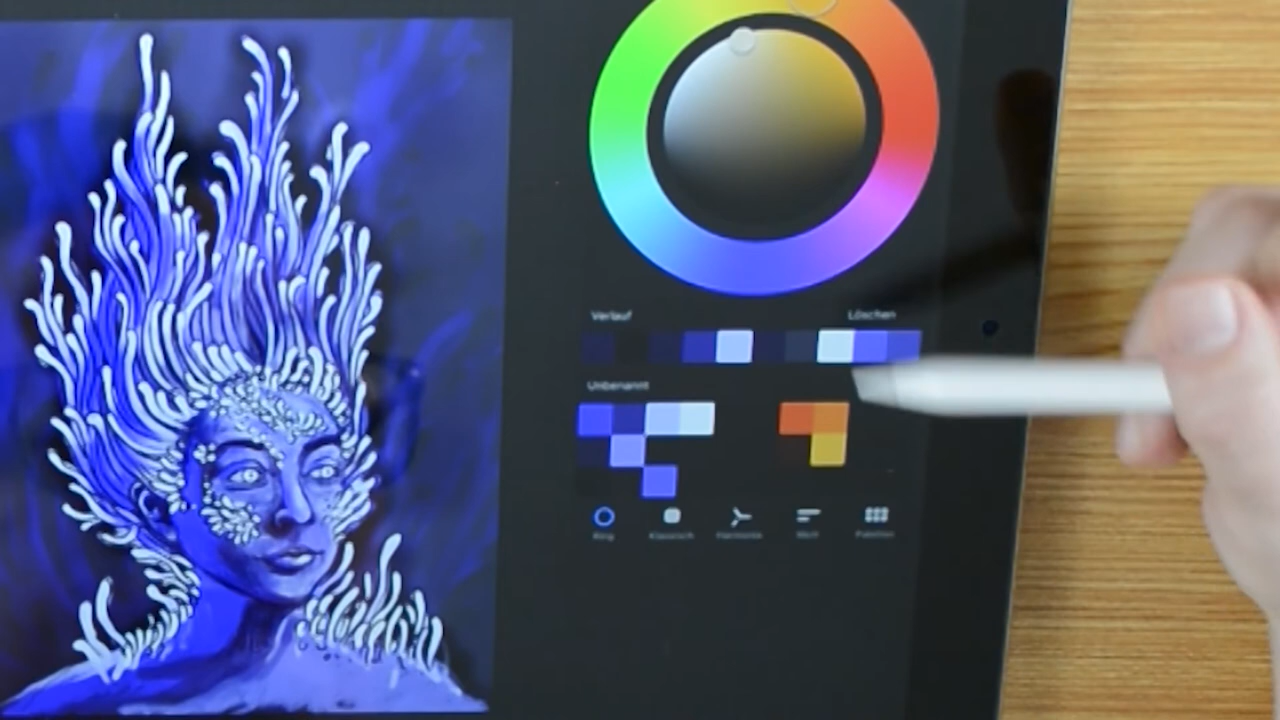 Verlauf Löschen
Unbenannt
Ring Klassisch Harmonie Wert Paletten